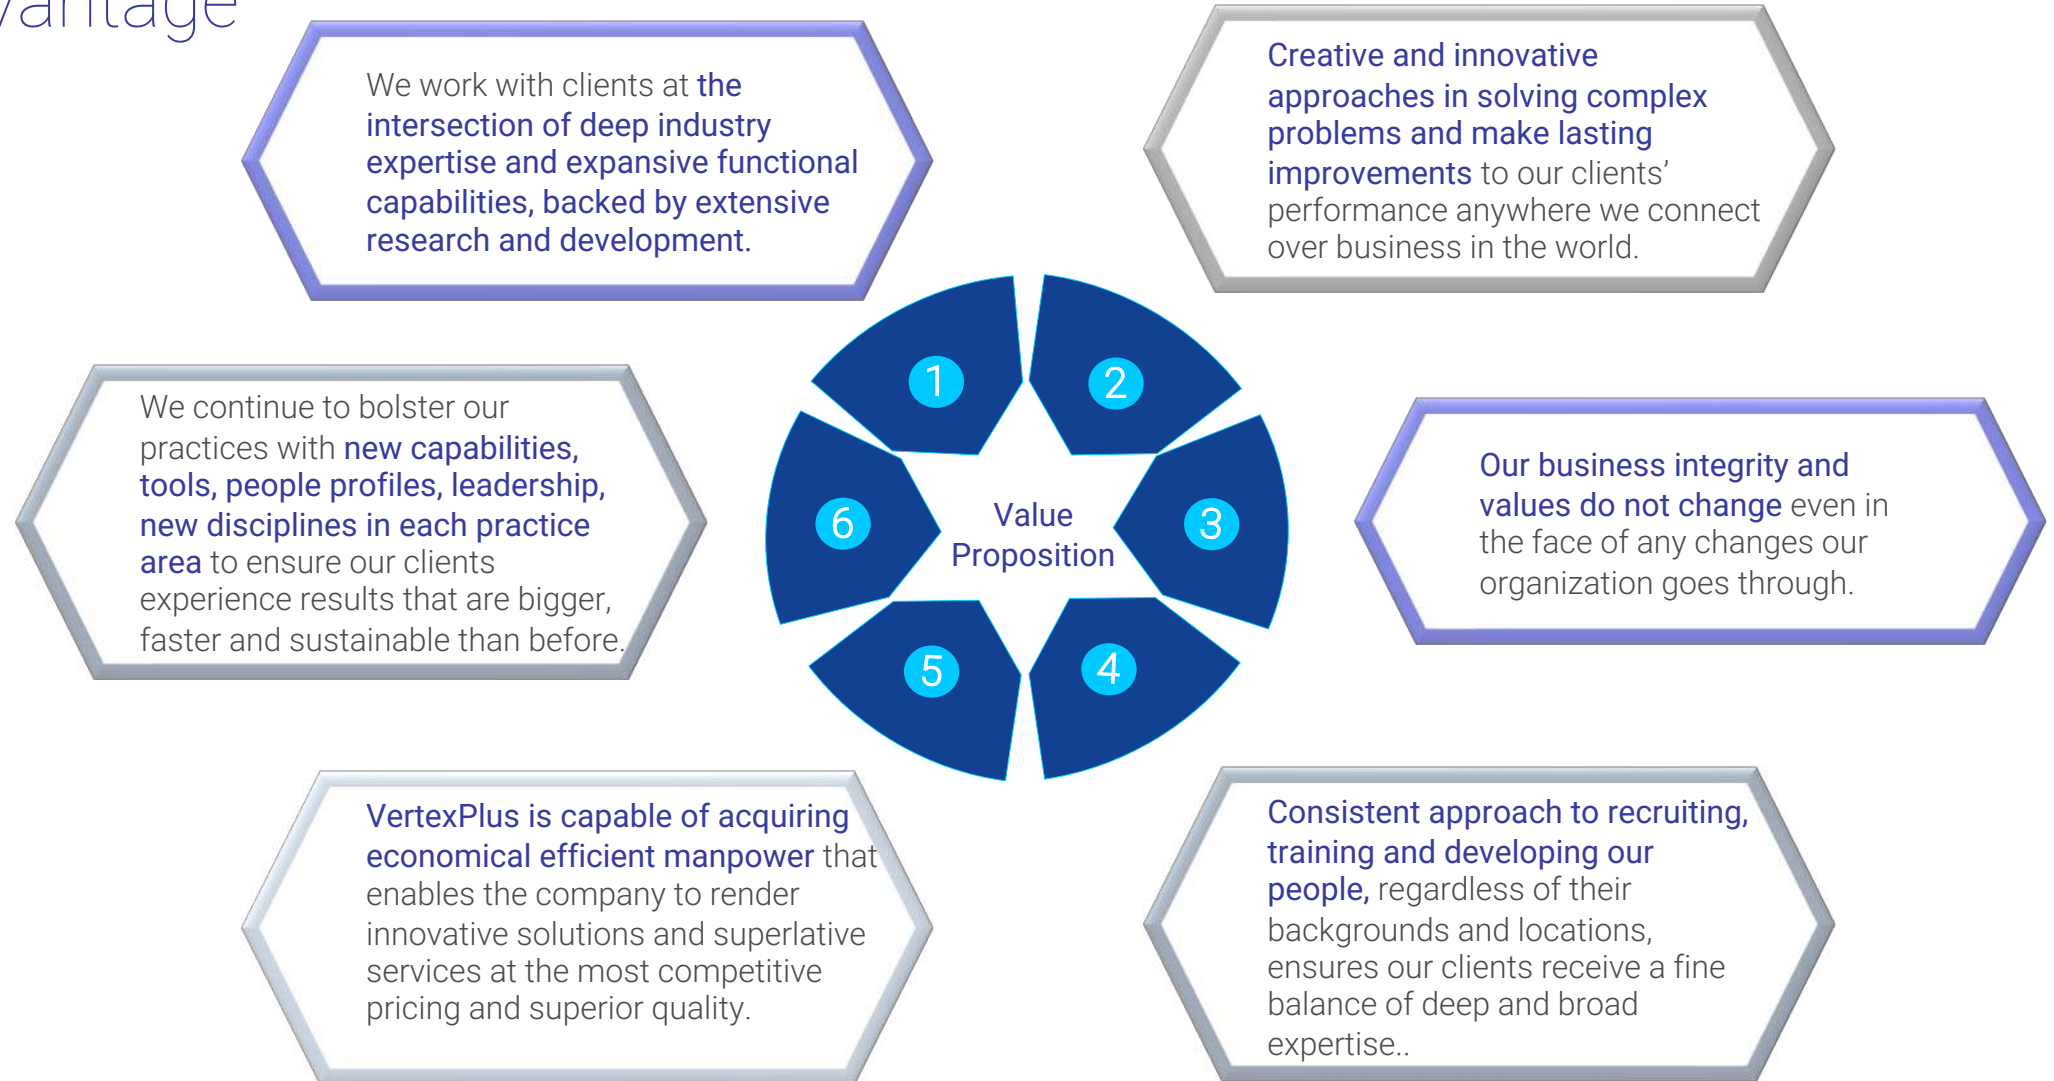 We work with clients at the
intersection of deep industry
expertise and expansive functional
capabilities, backed by extensive
research and development.
Creative and innovative
approaches in solving complex
problems and make lasting
improvements to our clients’
performance anywhere we connect
over business in the world.
1
2
We continue to bolster our
practices with new capabilities,
tools, people profiles, leadership,
new disciplines in each practice
area to ensure our clients
experience results that are bigger,
faster and sustainable than before.
6
Value
Proposition
3
Our business integrity and
values do not change even in
the face of any changes our
organization goes through.
5
4
VertexPlus is capable of acquiring
economical efficient manpower that
enables the company to render
innovative solutions and superlative
services at the most competitive
pricing and superior quality.
Consistent approach to recruiting,
training and developing our
people, regardless of their
backgrounds and locations,
ensures our clients receive a fine
balance of deep and broad
expertise..